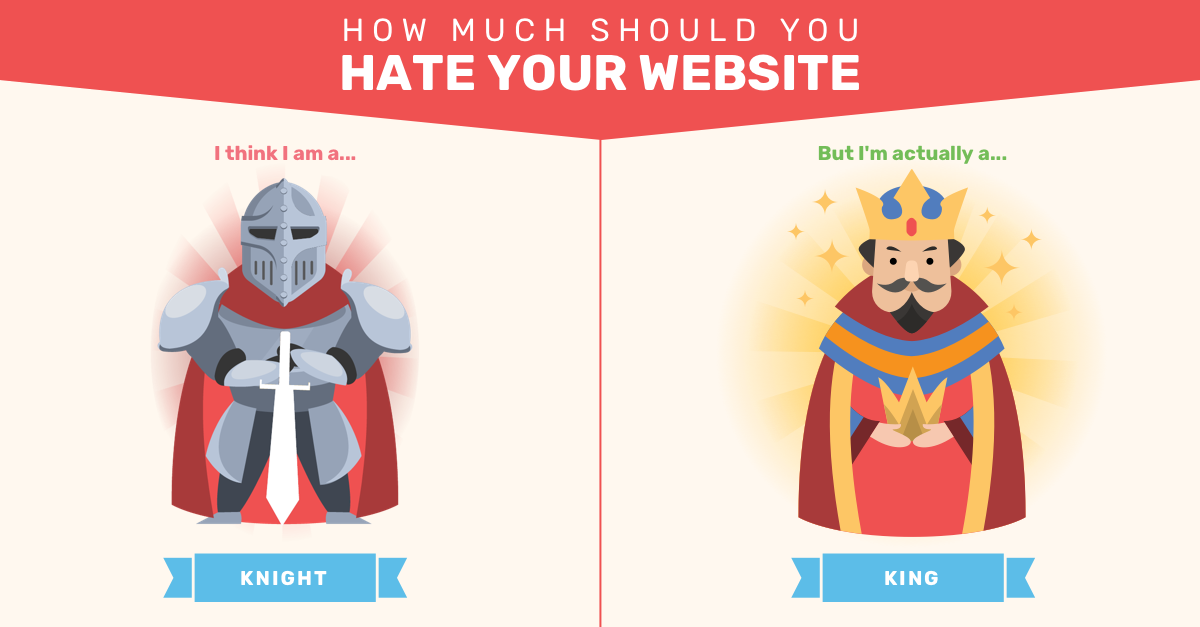 HOW MUCH SHOULD YOU
HATE YOUR WEBSITE
I think I am a...
But I'm actually a...
KNIGHT
KING